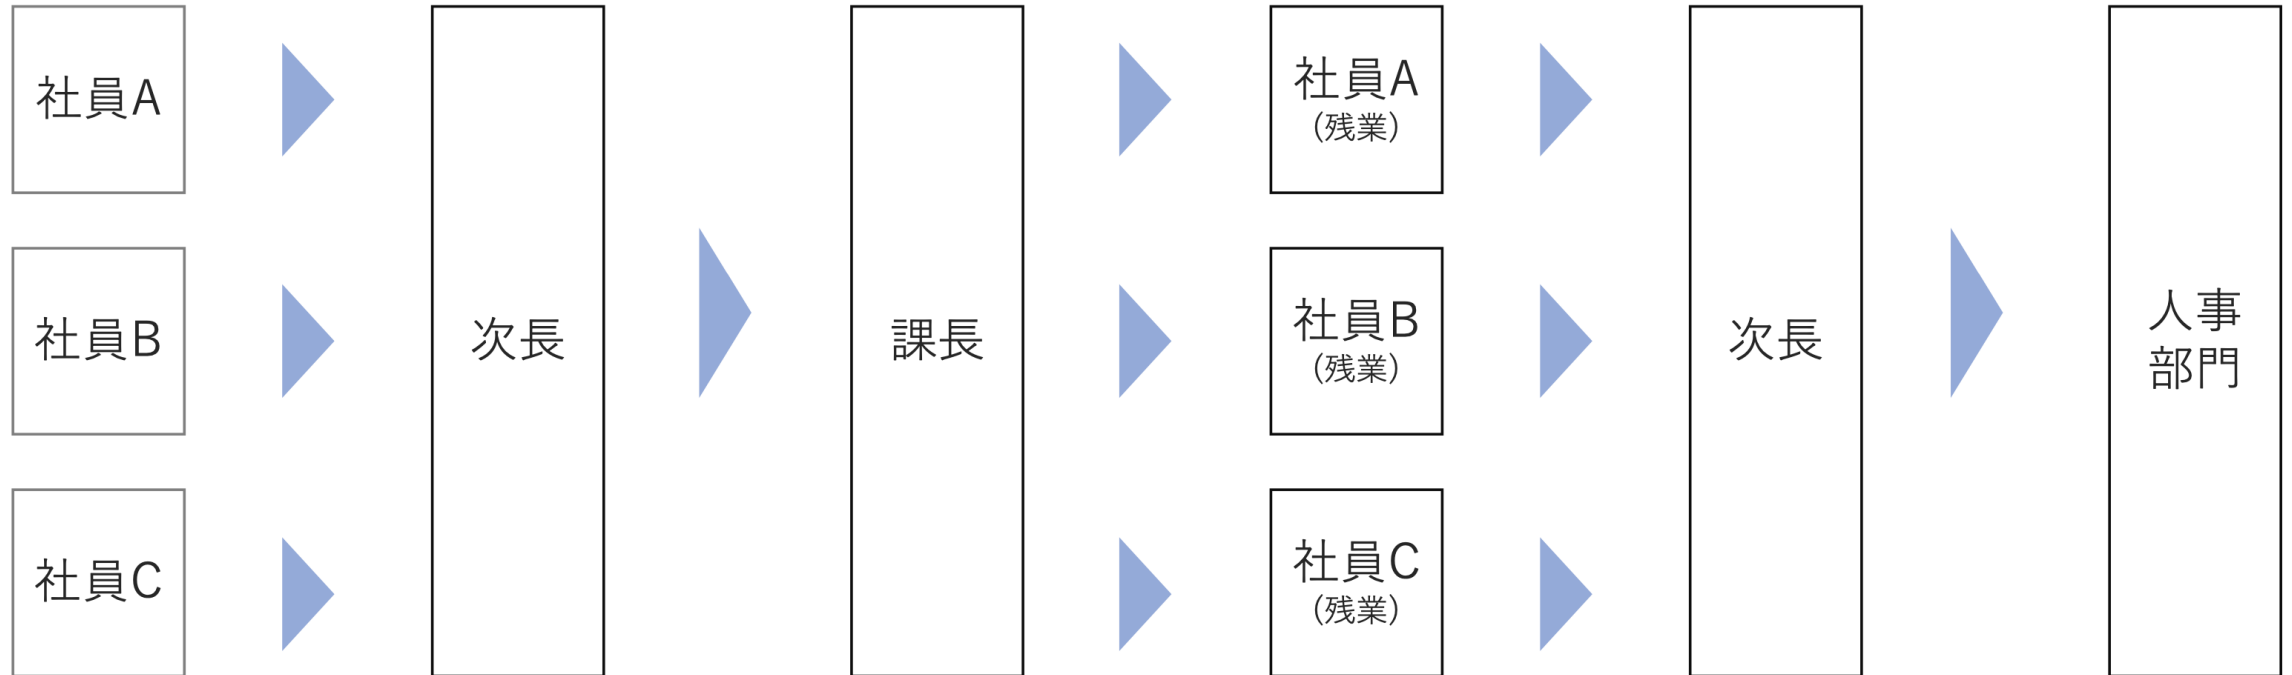 社員A
社員B
社員C
次長
課長
社員A
（残業）
社員B
（残業）
社員C
（残業）
次長
人事
部門